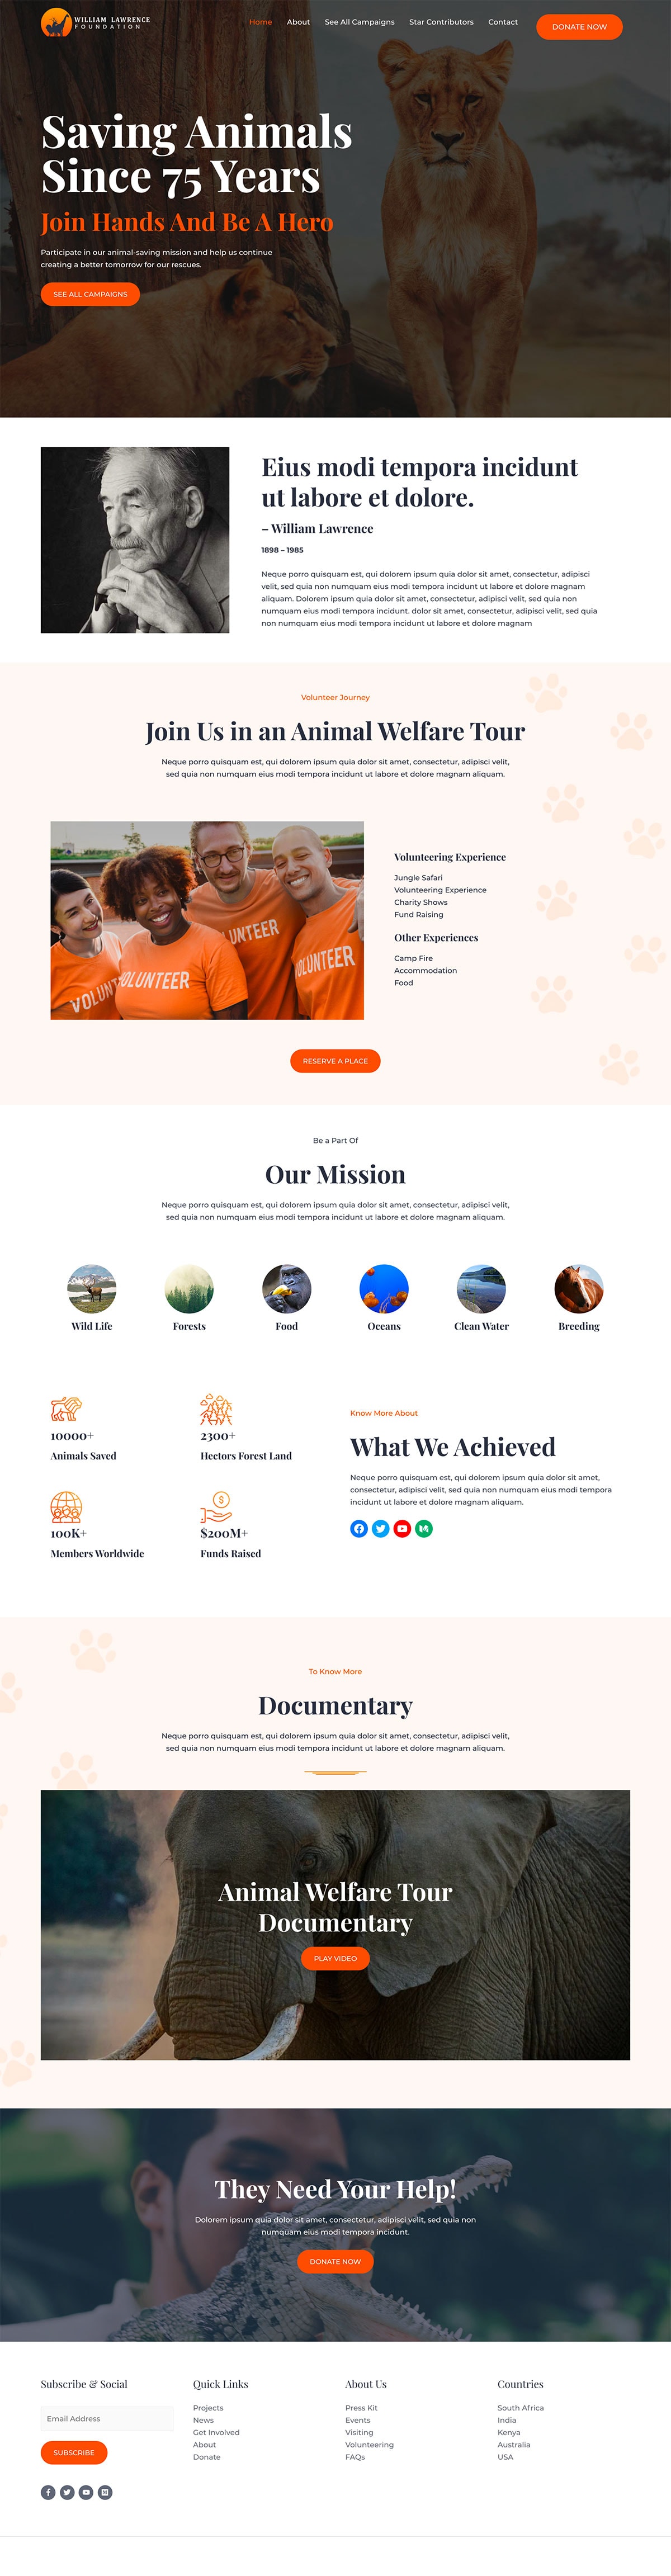 WILLIAM LAWRENCE
FOUNDATION
Home
About
See All Campaigns
Star Contributors
Contact
DONATE NOW
Saving Animals
Since 75 Years
Join Hands And Be A Hero
Participate in our animal-saving mission and help us continue
creating a better tomorrow for our rescues.
SEE ALL CAMPAIGNS
Eius modi tempora incidunt
ut labore et dolore.
– William Lawrence
1898 – 1985
Neque porro quisquam est, qui dolorem ipsum quia dolor sit amet, consectetur, adipisci
velit, sed quia non numquam eius modi tempora incidunt ut labore et dolore magnam
aliquam. Dolorem ipsum quia dolor sit amet, consectetur, adipisci velit, sed quia non
numquam eius modi tempora incidunt. dolor sit amet, consectetur, adipisci velit, sed quia
non numquam eius modi tempora incidunt ut labore et dolore magnam
Volunteer Journey
Join Us in an Animal Welfare Tour
Neque porro quisquam est, qui dolorem ipsum quia dolor sit amet, consectetur, adipisci velit,
sed quia non numquam eius modi tempora incidunt ut labore et dolore magnam aliquam.
VOLUNT
OLUNTEER
LUNTEER
OLUNTEER
Volunteering Experience
Jungle Safari
Volunteering Experience
Charity Shows
Fund Raising
Other Experiences
Camp Fire
Accommodation
Food
RESERVE A PLACE
Be a Part Of
Our Mission
Neque porro quisquam est, qui dolorem ipsum quia dolor sit amet, consectetur, adipisci velit,
sed quia non numquam eius modi tempora incidunt ut labore et dolore magnam aliquam.
Wild Life
Forests
Food
Oceans
Clean Water
Breeding
10000+
Animals Saved
2300+
Hectors Forest Land
100K+
Members Worldwide
$200M+
Funds Raised
Know More About
What We Achieved
Neque porro quisquam est, qui dolorem ipsum quia dolor sit amet,
consectetur, adipisci velit, sed quia non numquam eius modi tempora
incidunt ut labore et dolore magnam aliquam.
To Know More
Documentary
Neque porro quisquam est, qui dolorem ipsum quia dolor sit amet, consectetur, adipisci velit,
sed quia non numquam eius modi tempora incidunt ut labore et dolore magnam aliquam.
Animal Welfare Tour
Documentary
PLAY VIDEO
They Need Your Help!
Dolorem ipsum quia dolor sit amet, consectetur, adipisci velit, sed quia non
numquam eius modi tempora incidunt.
DONATE NOW
Subscribe & Social
Email Address
SUBSCRIBE
Quick Links
Projects
News
Get Involved
About
Donate
About Us
Press Kit
Events
Visiting
Volunteering
FAQs
Countries
South Africa
India
Kenya
Australia
USA